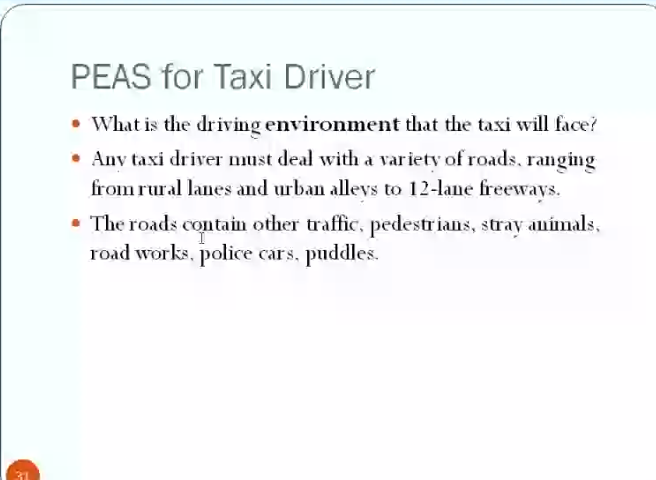 PEAS for Taxi Driver
• What is the driving environment that the taxi will face?
• Any taxi driver must deal with a variety of roads, ranging
from rural lanes and urban alleys to 12-lane freeways.
• The roads contain other traffic, pedestrians, stray animals,
road works, police cars, puddles.
31